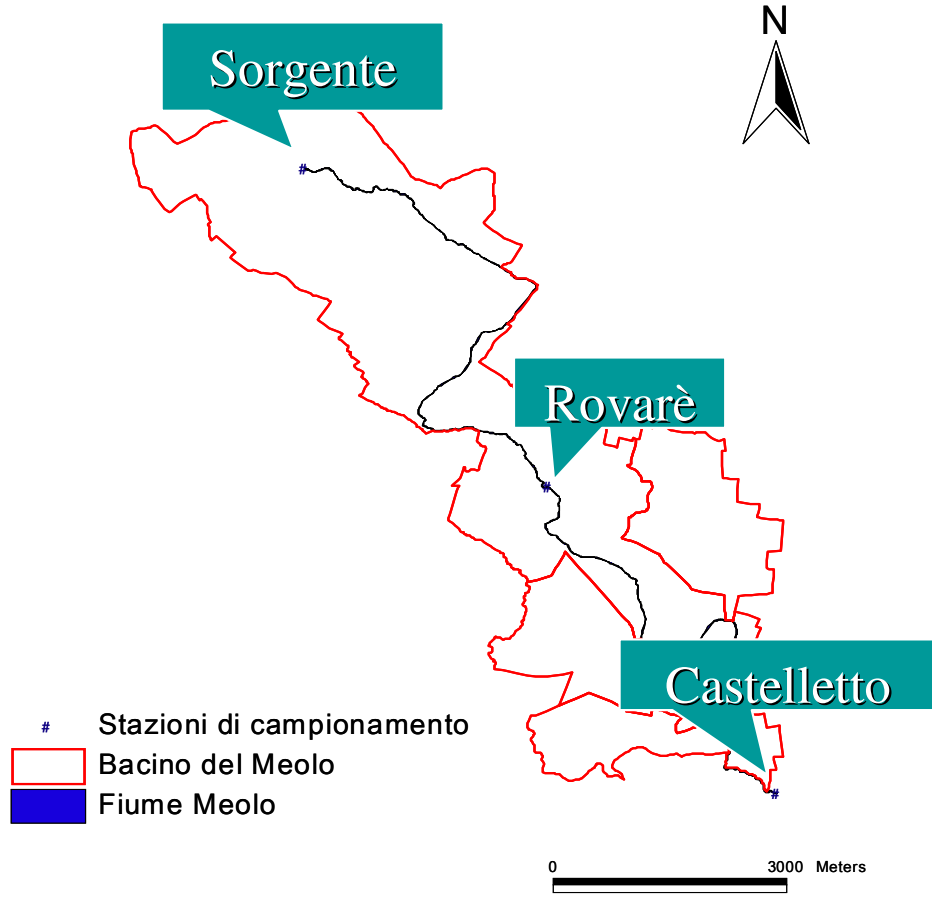 N
Sorgente
Rovarè
Castelletto
# Stazioni di campionamento
Bacino del Meolo
Fiume Meolo
0 3000 Meters